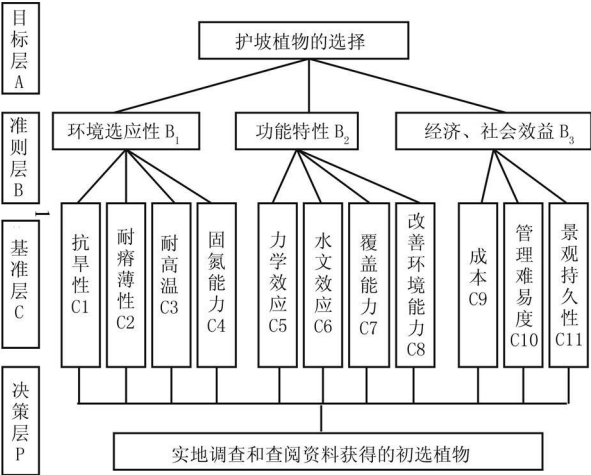 目标层A
护坡植物的选择
准则层B
环境选应性B1
功能特性B2
经济、社会效益B3
基准层C
抗旱性C1
耐瘠薄性C2
耐高温C3
固氮能力C4
力学效应C5
水文效应C6
覆盖能力C7
改善环境能力C8
成本C9
管理难易度C10
景观持久性C11
决策层P
实地调查和查阅资料获得的初选植物